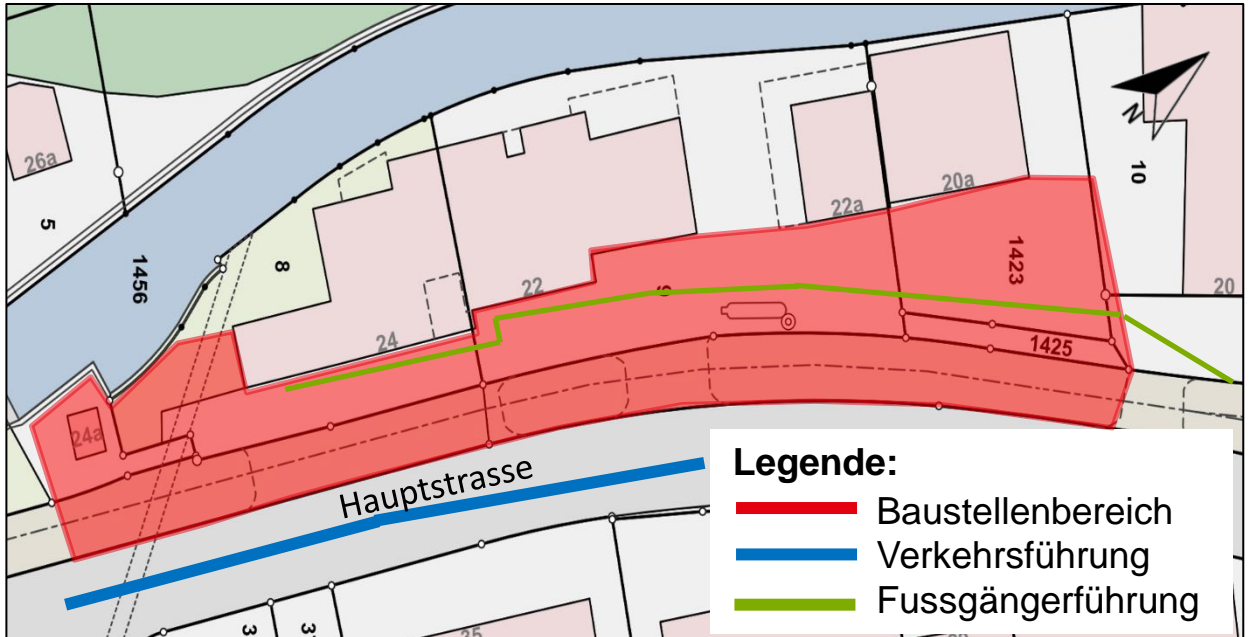 26a
5
1456
8
24
22
22a
20a
10
1423
20
1425
24a
N
Hauptstrasse
35
Legende:
Baustellenbereich
Verkehrsführung
Fussgängerführung